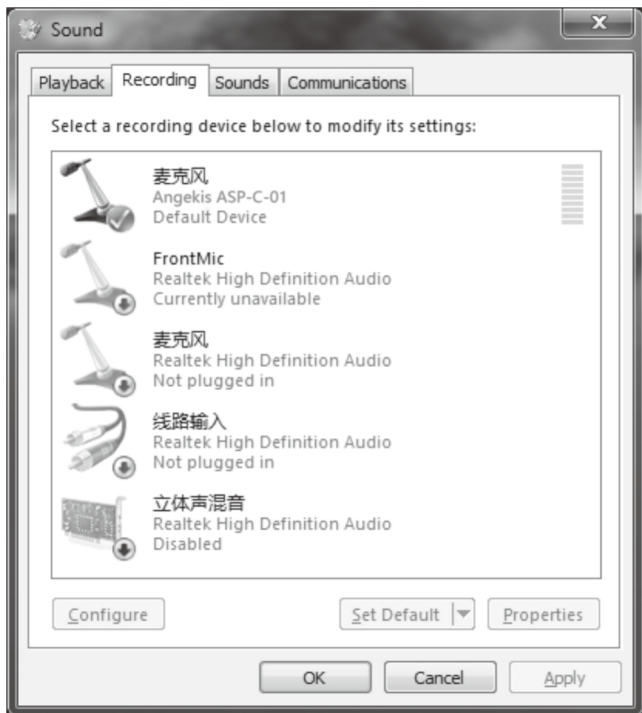 Sound
Playback Recording Sounds Communications
Select a recording device below to modify its settings:
麦克风
Angekis ASP-C-01
Default Device
FrontMic
Realtek High Definition Audio
Currently unavailable
麦克风
Realtek High Definition Audio
Not plugged in
线路输入
Realtek High Definition Audio
Not plugged in
立体声混音
Realtek High Definition Audio
Disabled
Configure Set Default Properties
OK Cancel Apply